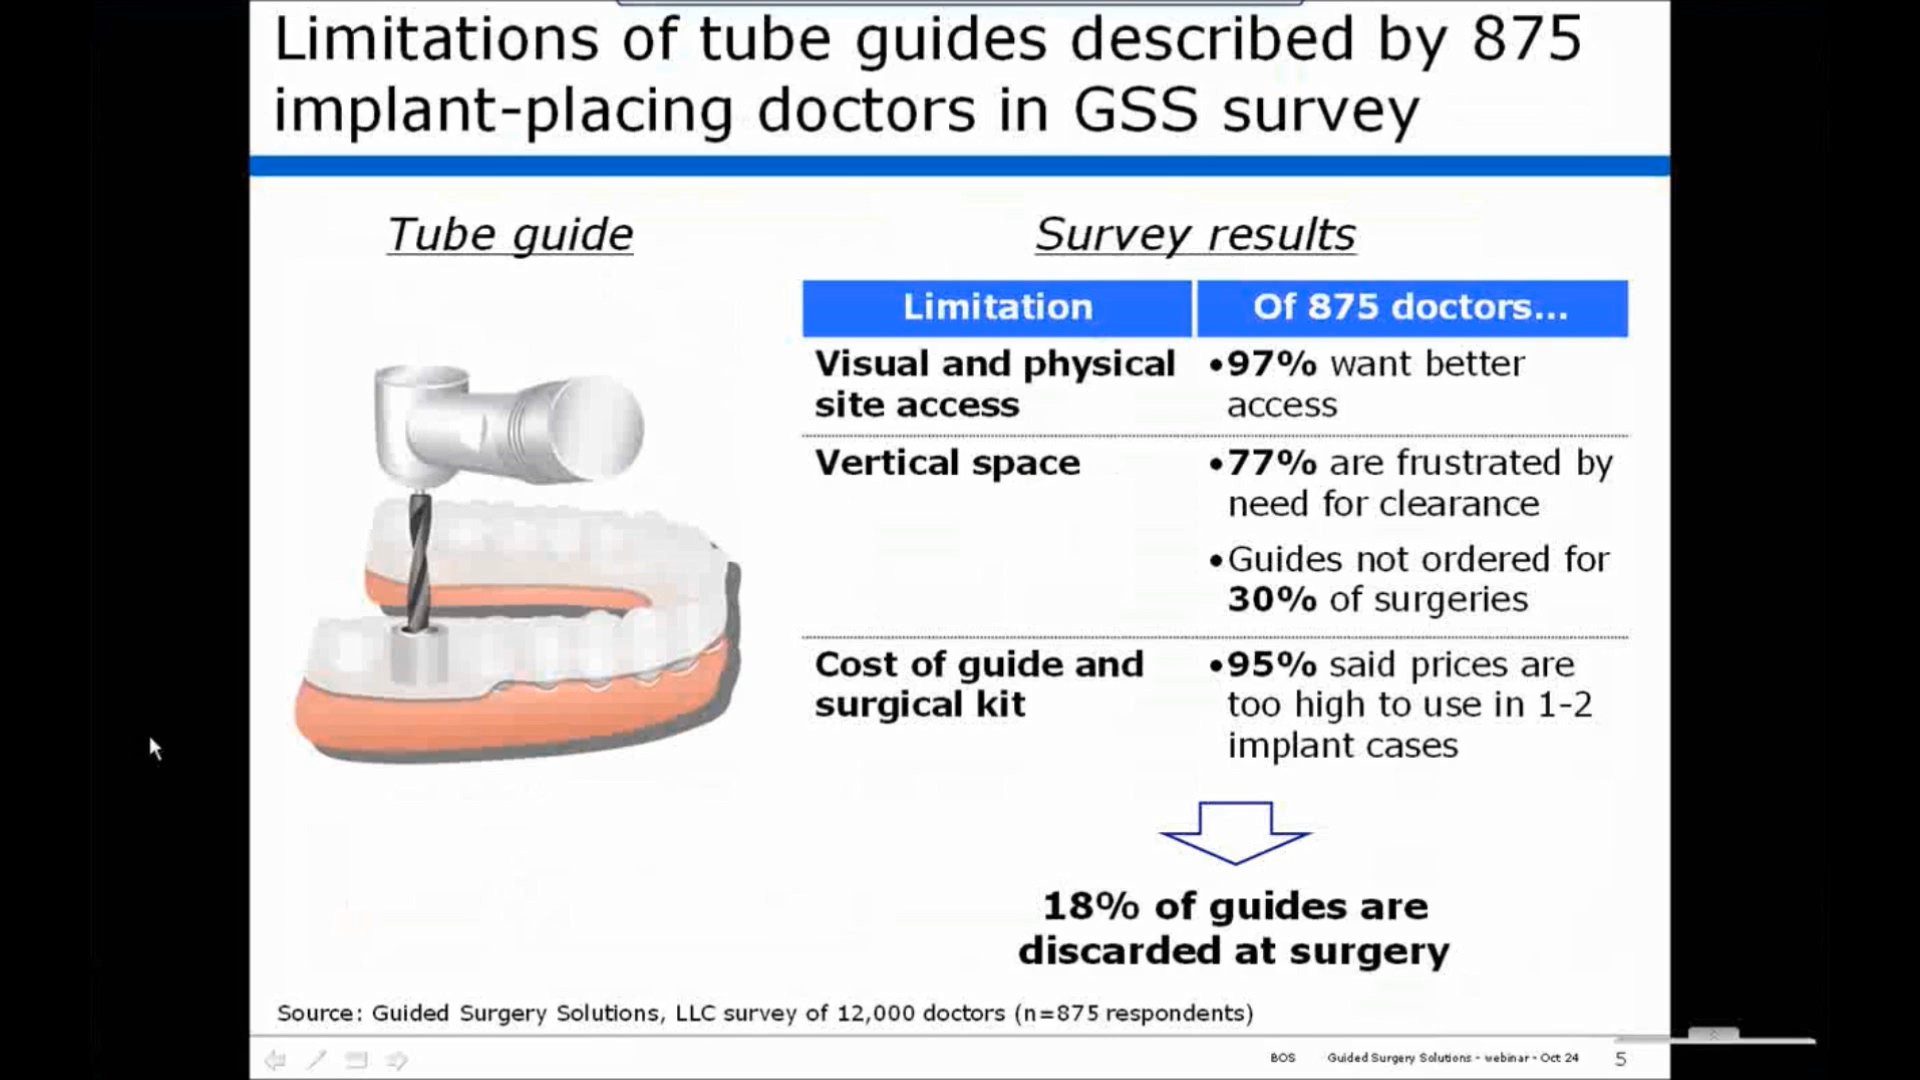 Limitations of tube guides described by 875
implant-placing doctors in GSS survey
Tube guide
Survey results
Limitation
Of 875 doctors...
Visual and physical
site access
•97% want better
access
Vertical space
•77% are frustrated by
need for clearance
•Guides not ordered for
30% of surgeries
Cost of guide and
surgical kit
•95% said prices are
too high to use in 1-2
implant cases
18% of guides are
discarded at surgery
Source: Guided Surgery Solutions, LLC survey of 12,000 doctors (n=875 respondents)
BOS
Guided Surgery Solutions - webinar - Oct 24
5